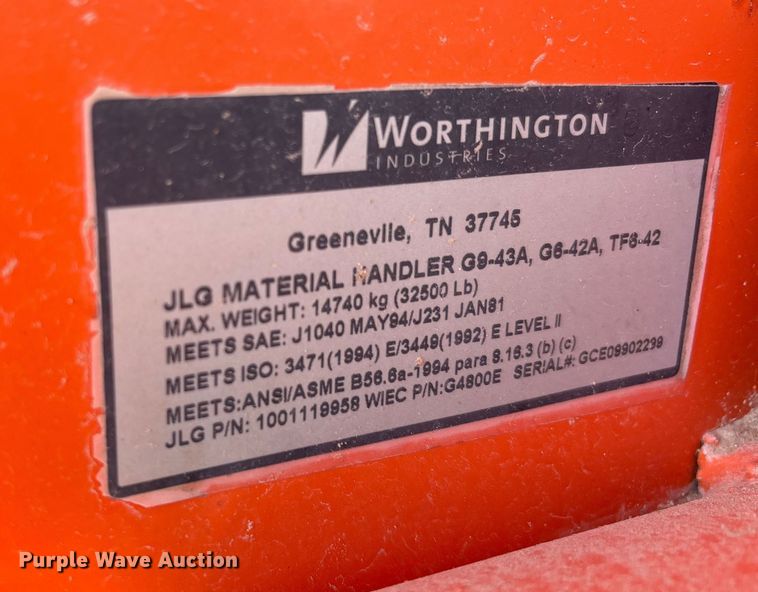 WORTHINGTON
INDUSTRIES
Greenevlle, TN 37745
JLG MATERIAL HANDLER G9-43A, G6-42A, TF6-42
MAX. WEIGHT: 14740 kg (32500 Lb)
MEETS SAE: J1040 MAY94/J231 JAN81
MEETS ISO: 3471(1994) E/3449(1992) E LEVEL II
MEETS:ANSI/ASME B56.6a-1994 para 8.16.3 (b) (c)
JLG P/N: 1001119958 WIEC P/N:G4800E SERIAL#: GCE09902299
Purple Wave Auction